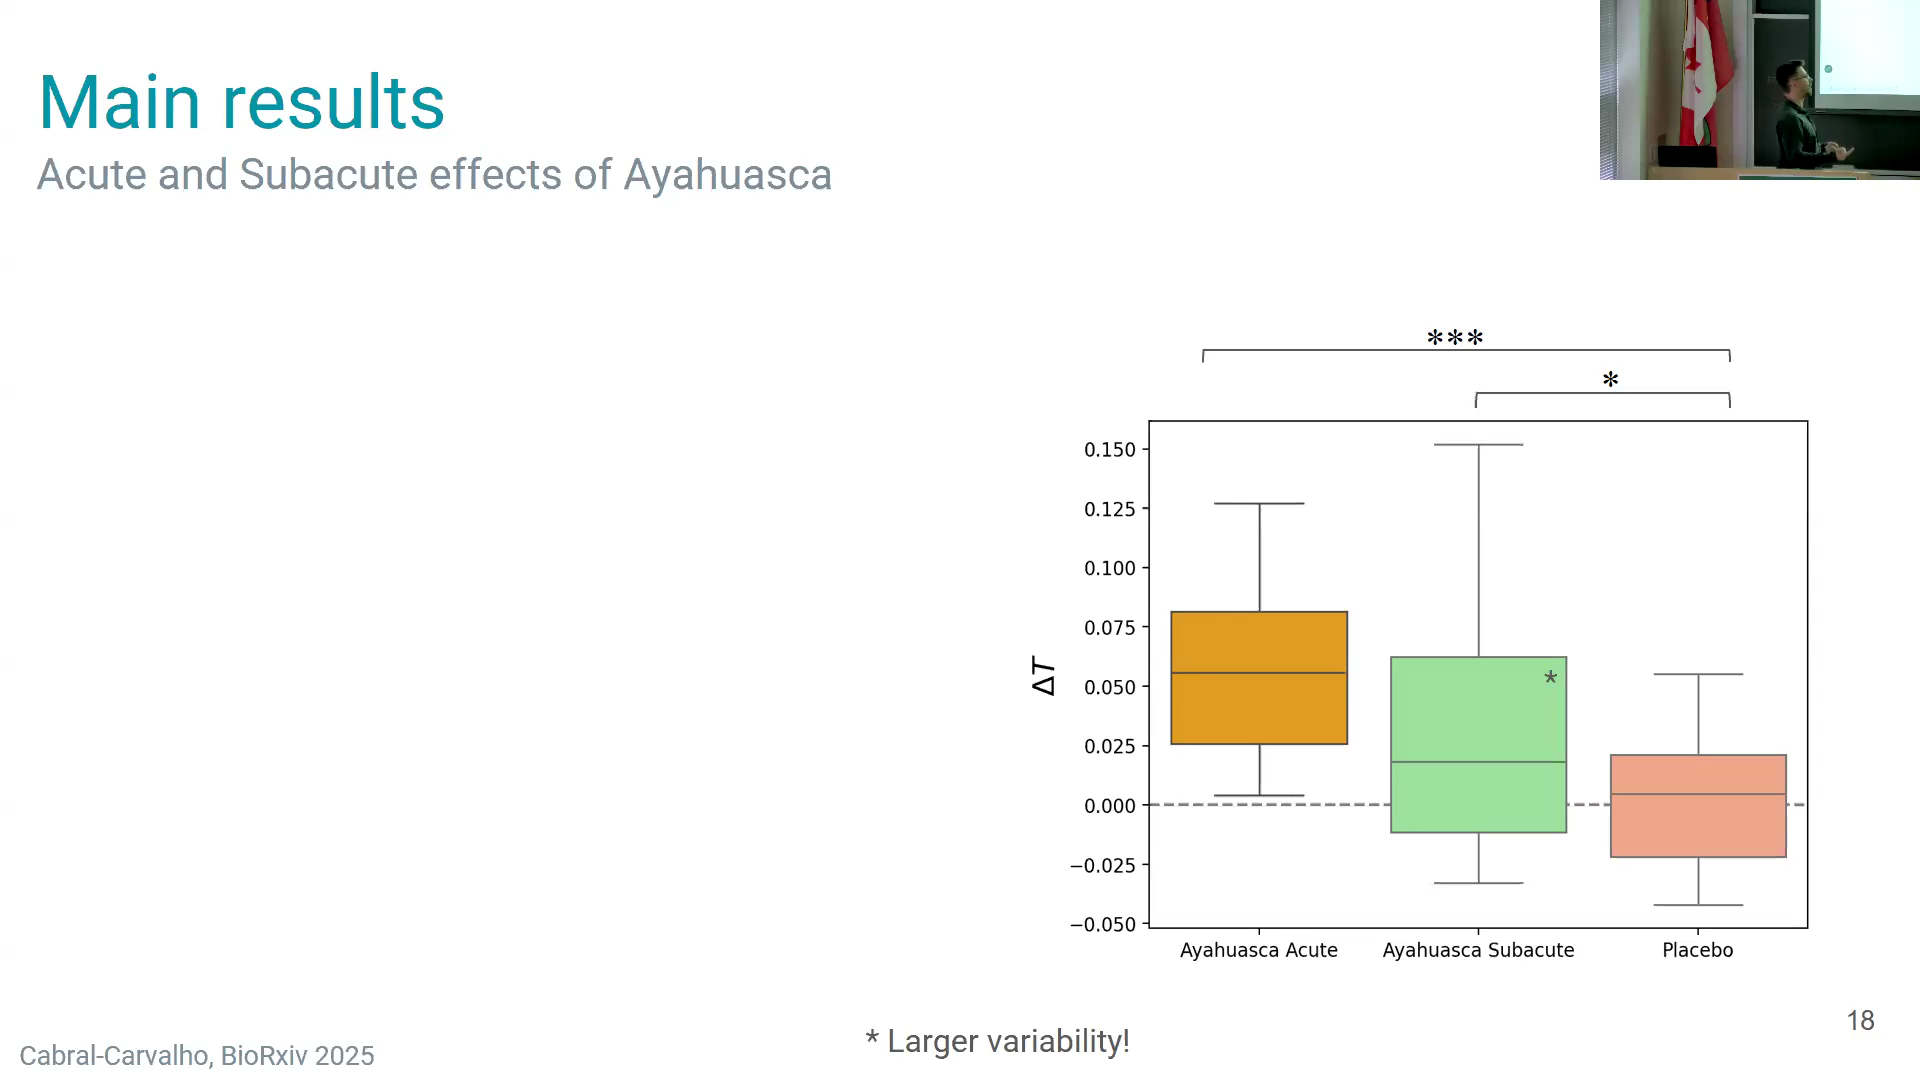 Main results
Acute and Subacute effects of Ayahuasca
***
*
0.150
0.125
0.100
0.075
0.050
0.025
0.000
−0.025
−0.050
ΔT
*
Ayahuasca Acute
Ayahuasca Subacute
Placebo
* Larger variability!
18
Cabral-Carvalho, BioRxiv 2025